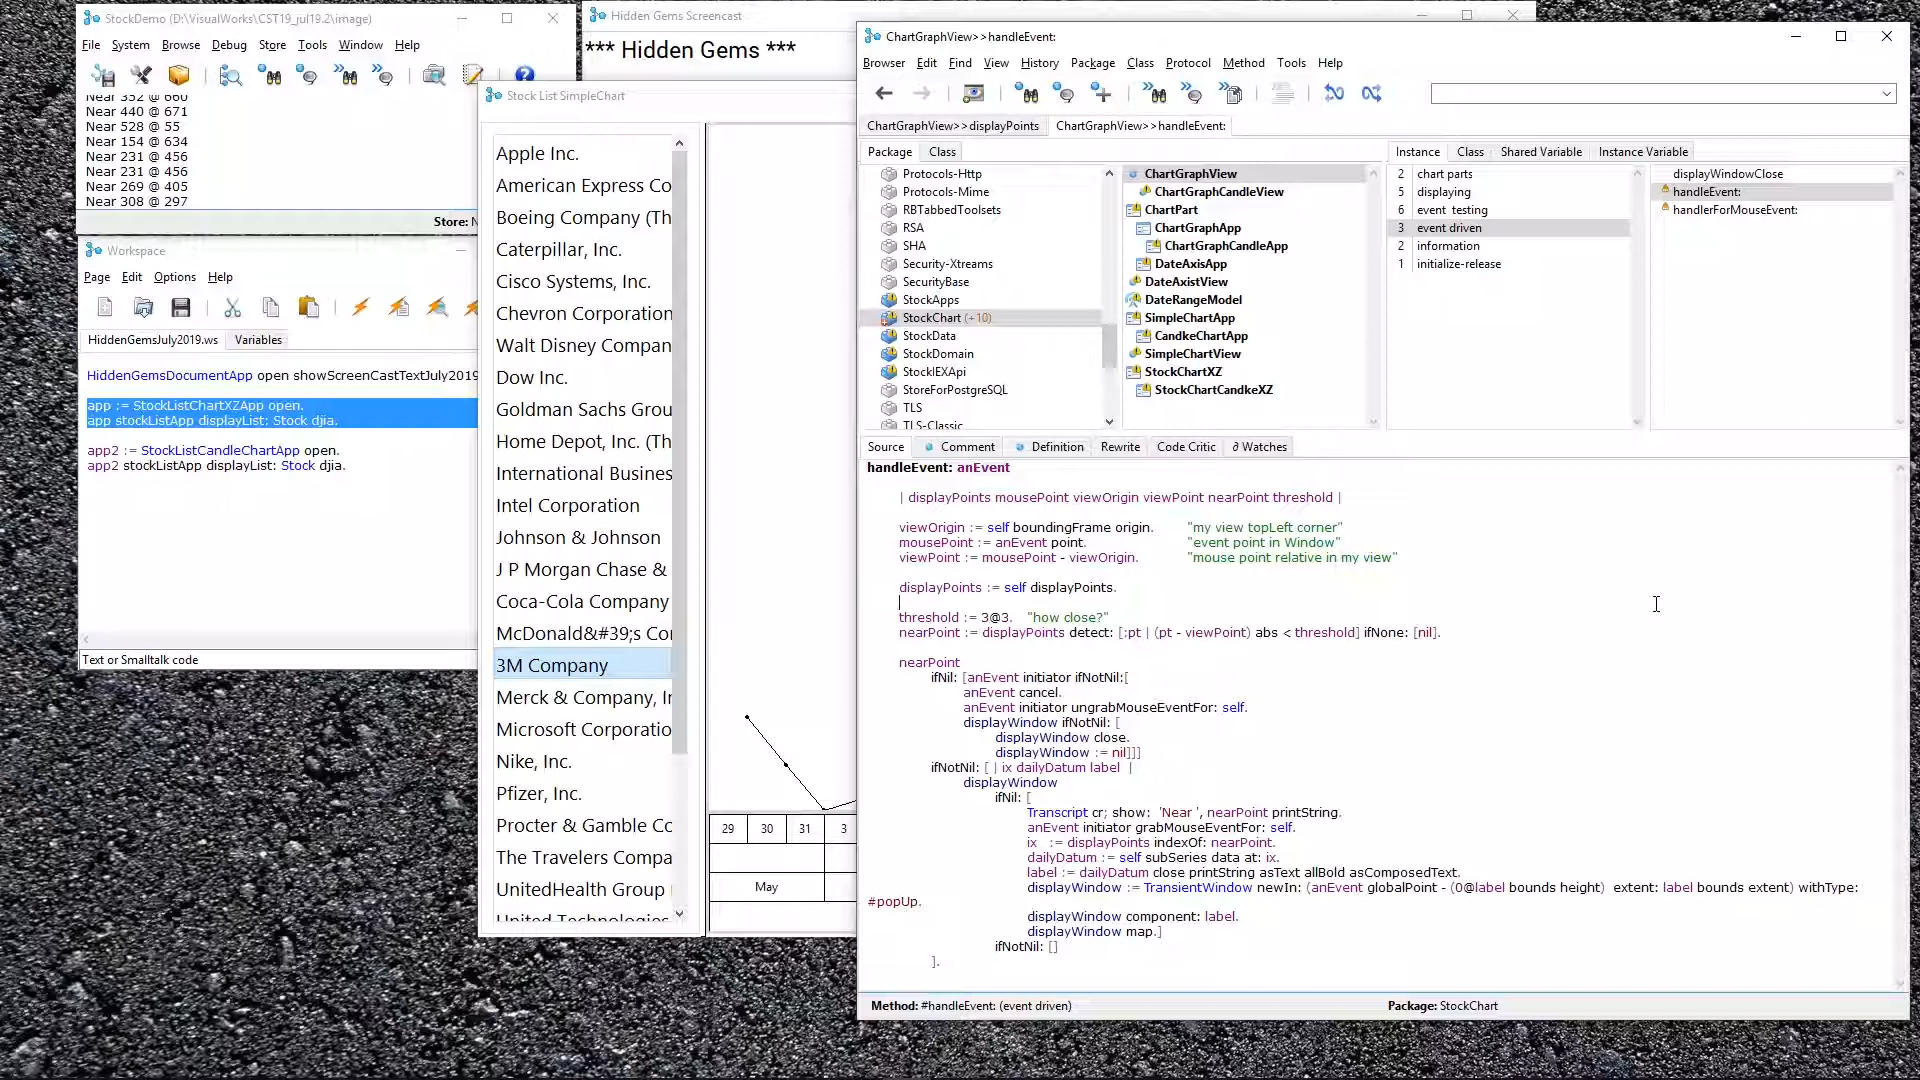 StockDemo (D:\VisualWorks\CST19_jul19.2\image)
File System Browse Debug Store Tools Window Help
Near 352 @ 660
Near 440 @ 671
Near 528 @ 55
Near 154 @ 634
Near 231 @ 456
Near 231 @ 456
Near 269 @ 405
Near 308 @ 297
Store: N
Workspace
Page Edit Options Help
HiddenGemsJuly2019.ws Variables
HiddenGemsDocumentApp open showScreenCastTextJuly2019
app := StockListChartXZApp open.
app stockListApp displayList: Stock djia.
app2 := StockListCandleChartApp open.
app2 stockListApp displayList: Stock djia.
Text or Smalltalk code
Hidden Gems Screencast
*** Hidden Gems ***
Stock List SimpleChart
Apple Inc.
American Express Co
Boeing Company (Th
Caterpillar, Inc.
Cisco Systems, Inc.
Chevron Corporation
Walt Disney Compan
Dow Inc.
Goldman Sachs Grou
Home Depot, Inc. (Th
International Business
Intel Corporation
Johnson & Johnson
J P Morgan Chase &
Coca-Cola Company
McDonald&#39;s Cor
3M Company
Merck & Company, In
Microsoft Corporatio
Nike, Inc.
Pfizer, Inc.
Procter & Gamble Co
The Travelers Compa
UnitedHealth Group
United Technologies
29 30 31 3
May
ChartGraphView>>handleEvent:
Browser Edit Find View History Package Class Protocol Method Tools Help
ChartGraphView>>displayPoints ChartGraphView>>handleEvent:
Package Class
Protocols-Http
Protocols-Mime
RBTabbedToolsets
RSA
SHA
Security-Xtreams
SecurityBase
StockApps
StockChart (+10)
StockData
StockDomain
StockIEXApi
StoreForPostgreSQL
TLS
TLS-Classic
ChartGraphView
ChartGraphCandleView
ChartPart
ChartGraphApp
ChartGraphCandleApp
DateAxisApp
DateAxistView
DateRangeModel
SimpleChartApp
CandkeChartApp
SimpleChartView
StockChartXZ
StockChartCandkeXZ
Instance Class Shared Variable Instance Variable
2 chart parts
5 displaying
6 event testing
3 event driven
2 information
1 initialize-release
displayWindowClose
handleEvent:
handlerForMouseEvent:
Source Comment Definition Rewrite Code Critic ∂ Watches
handleEvent: anEvent
| displayPoints mousePoint viewOrigin viewPoint nearPoint threshold |
viewOrigin := self boundingFrame origin. "my view topLeft corner"
mousePoint := anEvent point. "event point in Window"
viewPoint := mousePoint - viewOrigin. "mouse point relative in my view"
displayPoints := self displayPoints.
threshold := 3@3. "how close?"
nearPoint := displayPoints detect: [:pt | (pt - viewPoint) abs < threshold] ifNone: [nil].
nearPoint
ifNil: [anEvent initiator ifNotNil:[
anEvent cancel.
anEvent initiator ungrabMouseEventFor: self.
displayWindow ifNotNil: [
displayWindow close.
displayWindow := nil]]]
ifNotNil: [ | ix dailyDatum label |
displayWindow
ifNil: [
Transcript cr; show: 'Near ', nearPoint printString.
anEvent initiator grabMouseEventFor: self.
ix := displayPoints indexOf: nearPoint.
dailyDatum := self subSeries data at: ix.
label := dailyDatum close printString asText allBold asComposedText.
displayWindow := TransientWindow newIn: (anEvent globalPoint - (0@label bounds height) extent: label bounds extent) withType:
#popUp.
displayWindow component: label.
displayWindow map.]
ifNotNil: []
].
Method: #handleEvent: (event driven) Package: StockChart